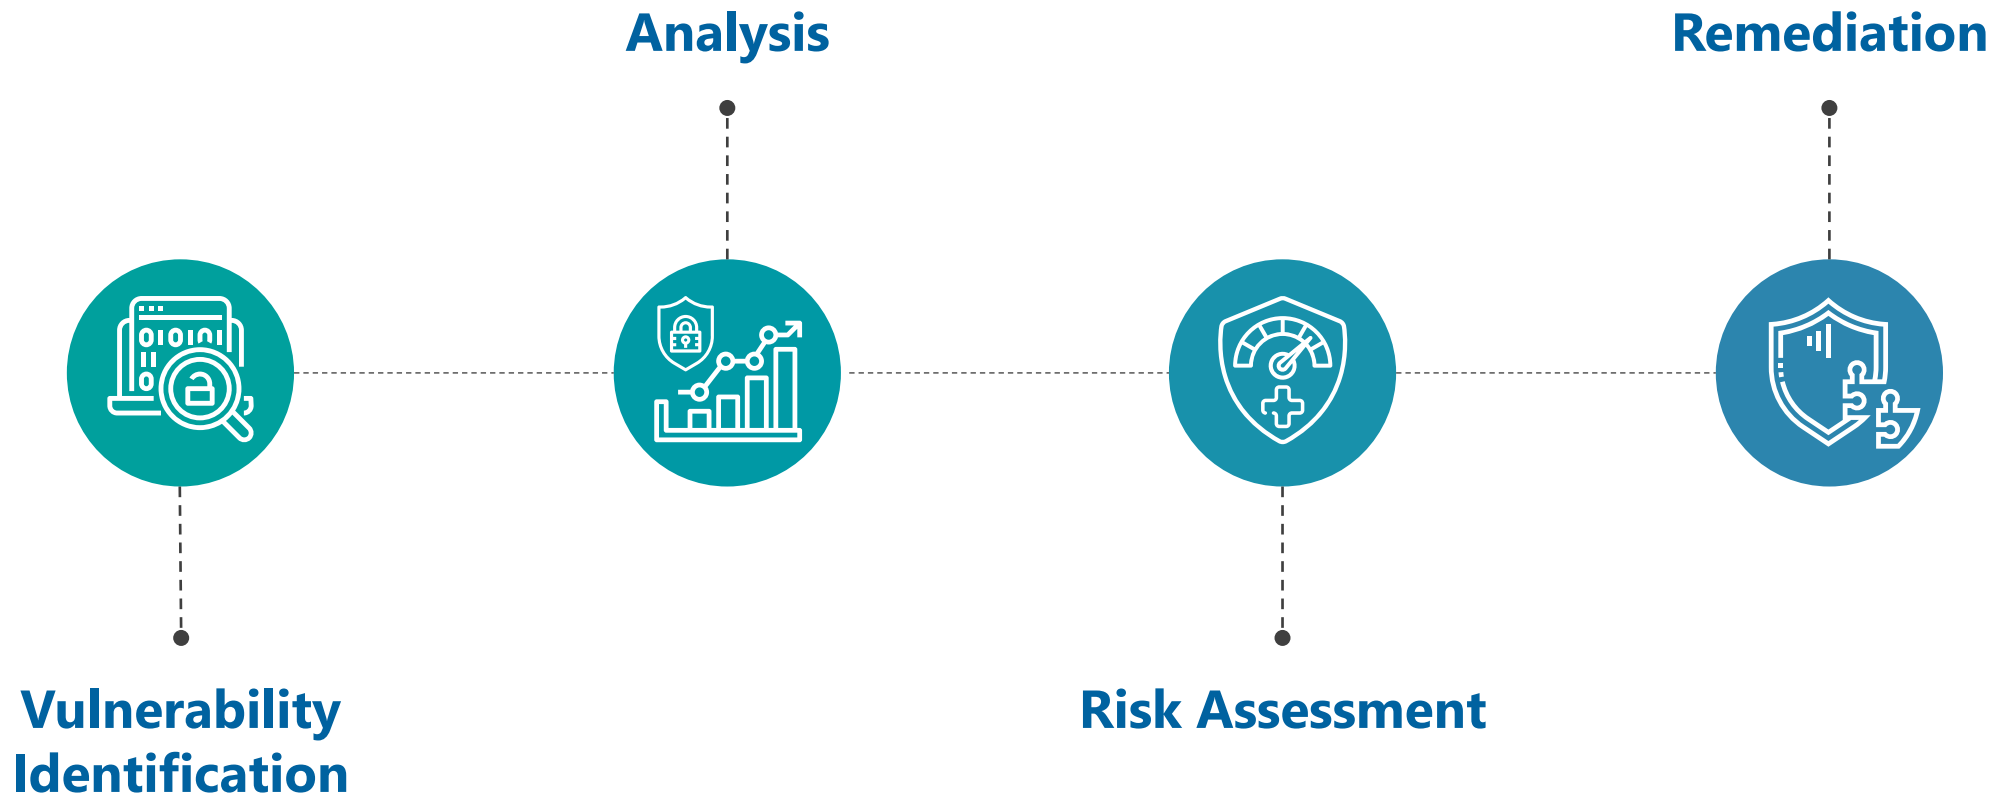 Analysis
Remediation
Vulnerability
Identification
Risk Assessment